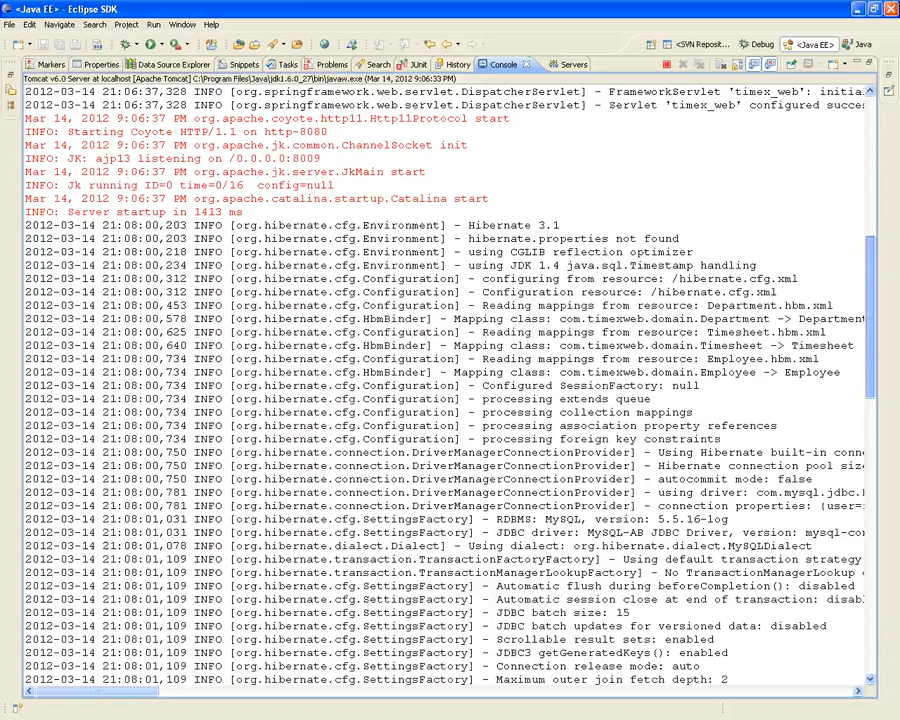 <Java EE> - Eclipse SDK
File Edit Navigate Search Project Run Window Help
<SVN Reposit... Debug <Java EE> Java
Markers Properties Data Source Explorer Snippets Tasks Problems Search JUnit History Console Servers
Tomcat v6.0 Server at localhost [Apache Tomcat] C:\Program Files\Java\jdk1.6.0_27\bin\javaw.exe (Mar 14, 2012 9:06:33 PM)
2012-03-14 21:06:37,328 INFO [org.springframework.web.servlet.DispatcherServlet] - FrameworkServlet 'timex_web': initia
2012-03-14 21:06:37,328 INFO [org.springframework.web.servlet.DispatcherServlet] - Servlet 'timex_web' configured succes
Mar 14, 2012 9:06:37 PM org.apache.coyote.http11.Http11Protocol start
INFO: Starting Coyote HTTP/1.1 on http-8080
Mar 14, 2012 9:06:37 PM org.apache.jk.common.ChannelSocket init
INFO: JK: ajp13 listening on /0.0.0.0:8009
Mar 14, 2012 9:06:37 PM org.apache.jk.server.JkMain start
INFO: Jk running ID=0 time=0/16  config=null
Mar 14, 2012 9:06:37 PM org.apache.catalina.startup.Catalina start
INFO: Server startup in 1413 ms
2012-03-14 21:08:00,203 INFO [org.hibernate.cfg.Environment] - Hibernate 3.1
2012-03-14 21:08:00,203 INFO [org.hibernate.cfg.Environment] - hibernate.properties not found
2012-03-14 21:08:00,218 INFO [org.hibernate.cfg.Environment] - using CGLIB reflection optimizer
2012-03-14 21:08:00,234 INFO [org.hibernate.cfg.Environment] - using JDK 1.4 java.sql.Timestamp handling
2012-03-14 21:08:00,312 INFO [org.hibernate.cfg.Configuration] - configuring from resource: /hibernate.cfg.xml
2012-03-14 21:08:00,312 INFO [org.hibernate.cfg.Configuration] - Configuration resource: /hibernate.cfg.xml
2012-03-14 21:08:00,453 INFO [org.hibernate.cfg.Configuration] - Reading mappings from resource: Department.hbm.xml
2012-03-14 21:08:00,578 INFO [org.hibernate.cfg.HbmBinder] - Mapping class: com.timexweb.domain.Department -> Department
2012-03-14 21:08:00,625 INFO [org.hibernate.cfg.Configuration] - Reading mappings from resource: Timesheet.hbm.xml
2012-03-14 21:08:00,640 INFO [org.hibernate.cfg.HbmBinder] - Mapping class: com.timexweb.domain.Timesheet -> Timesheet
2012-03-14 21:08:00,734 INFO [org.hibernate.cfg.Configuration] - Reading mappings from resource: Employee.hbm.xml
2012-03-14 21:08:00,734 INFO [org.hibernate.cfg.HbmBinder] - Mapping class: com.timexweb.domain.Employee -> Employee
2012-03-14 21:08:00,734 INFO [org.hibernate.cfg.Configuration] - Configured SessionFactory: null
2012-03-14 21:08:00,734 INFO [org.hibernate.cfg.Configuration] - processing extends queue
2012-03-14 21:08:00,734 INFO [org.hibernate.cfg.Configuration] - processing collection mappings
2012-03-14 21:08:00,734 INFO [org.hibernate.cfg.Configuration] - processing association property references
2012-03-14 21:08:00,734 INFO [org.hibernate.cfg.Configuration] - processing foreign key constraints
2012-03-14 21:08:00,750 INFO [org.hibernate.connection.DriverManagerConnectionProvider] - Using Hibernate built-in conne
2012-03-14 21:08:00,750 INFO [org.hibernate.connection.DriverManagerConnectionProvider] - Hibernate connection pool size
2012-03-14 21:08:00,750 INFO [org.hibernate.connection.DriverManagerConnectionProvider] - autocommit mode: false
2012-03-14 21:08:00,781 INFO [org.hibernate.connection.DriverManagerConnectionProvider] - using driver: com.mysql.jdbc.
2012-03-14 21:08:00,781 INFO [org.hibernate.connection.DriverManagerConnectionProvider] - connection properties: {user=
2012-03-14 21:08:01,031 INFO [org.hibernate.cfg.SettingsFactory] - RDBMS: MySQL, version: 5.5.16-log
2012-03-14 21:08:01,031 INFO [org.hibernate.cfg.SettingsFactory] - JDBC driver: MySQL-AB JDBC Driver, version: mysql-co
2012-03-14 21:08:01,078 INFO [org.hibernate.dialect.Dialect] - Using dialect: org.hibernate.dialect.MySQLDialect
2012-03-14 21:08:01,109 INFO [org.hibernate.transaction.TransactionFactoryFactory] - Using default transaction strategy
2012-03-14 21:08:01,109 INFO [org.hibernate.transaction.TransactionManagerLookupFactory] - No TransactionManagerLookup
2012-03-14 21:08:01,109 INFO [org.hibernate.cfg.SettingsFactory] - Automatic flush during beforeCompletion(): disabled
2012-03-14 21:08:01,109 INFO [org.hibernate.cfg.SettingsFactory] - Automatic session close at end of transaction: disab
2012-03-14 21:08:01,109 INFO [org.hibernate.cfg.SettingsFactory] - JDBC batch size: 15
2012-03-14 21:08:01,109 INFO [org.hibernate.cfg.SettingsFactory] - JDBC batch updates for versioned data: disabled
2012-03-14 21:08:01,109 INFO [org.hibernate.cfg.SettingsFactory] - Scrollable result sets: enabled
2012-03-14 21:08:01,109 INFO [org.hibernate.cfg.SettingsFactory] - JDBC3 getGeneratedKeys(): enabled
2012-03-14 21:08:01,109 INFO [org.hibernate.cfg.SettingsFactory] - Connection release mode: auto
2012-03-14 21:08:01,109 INFO [org.hibernate.cfg.SettingsFactory] - Maximum outer join fetch depth: 2